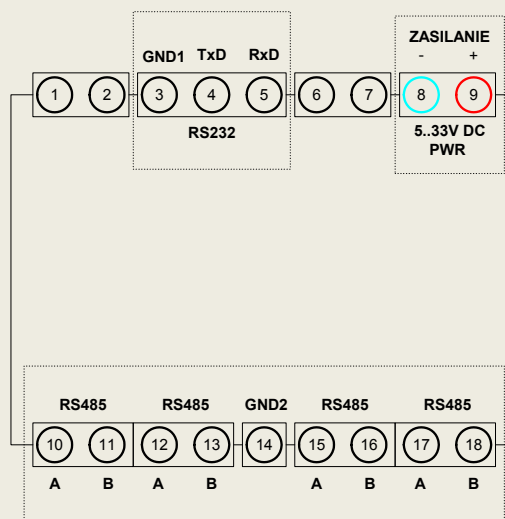 ZASILANIE
GND1 TxD RxD - +
1 2 3 4 5 6 7 8 9
RS232 5..33V DC
PWR
RS485 RS485 GND2 RS485 RS485
10 11 12 13 14 15 16 17 18
A B A B A B A B